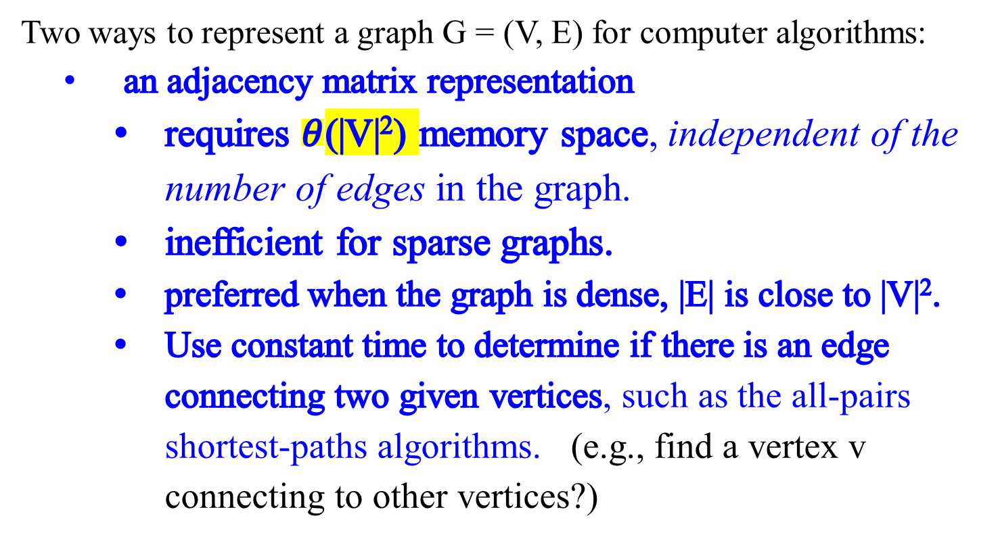 Two ways to represent a graph G = (V, E) for computer algorithms:
• an adjacency matrix representation
• requires θ(|V|²) memory space, independent of the
number of edges in the graph.
• inefficient for sparse graphs.
• preferred when the graph is dense, |E| is close to |V|².
• Use constant time to determine if there is an edge
connecting two given vertices, such as the all-pairs
shortest-paths algorithms. (e.g., find a vertex v
connecting to other vertices?)